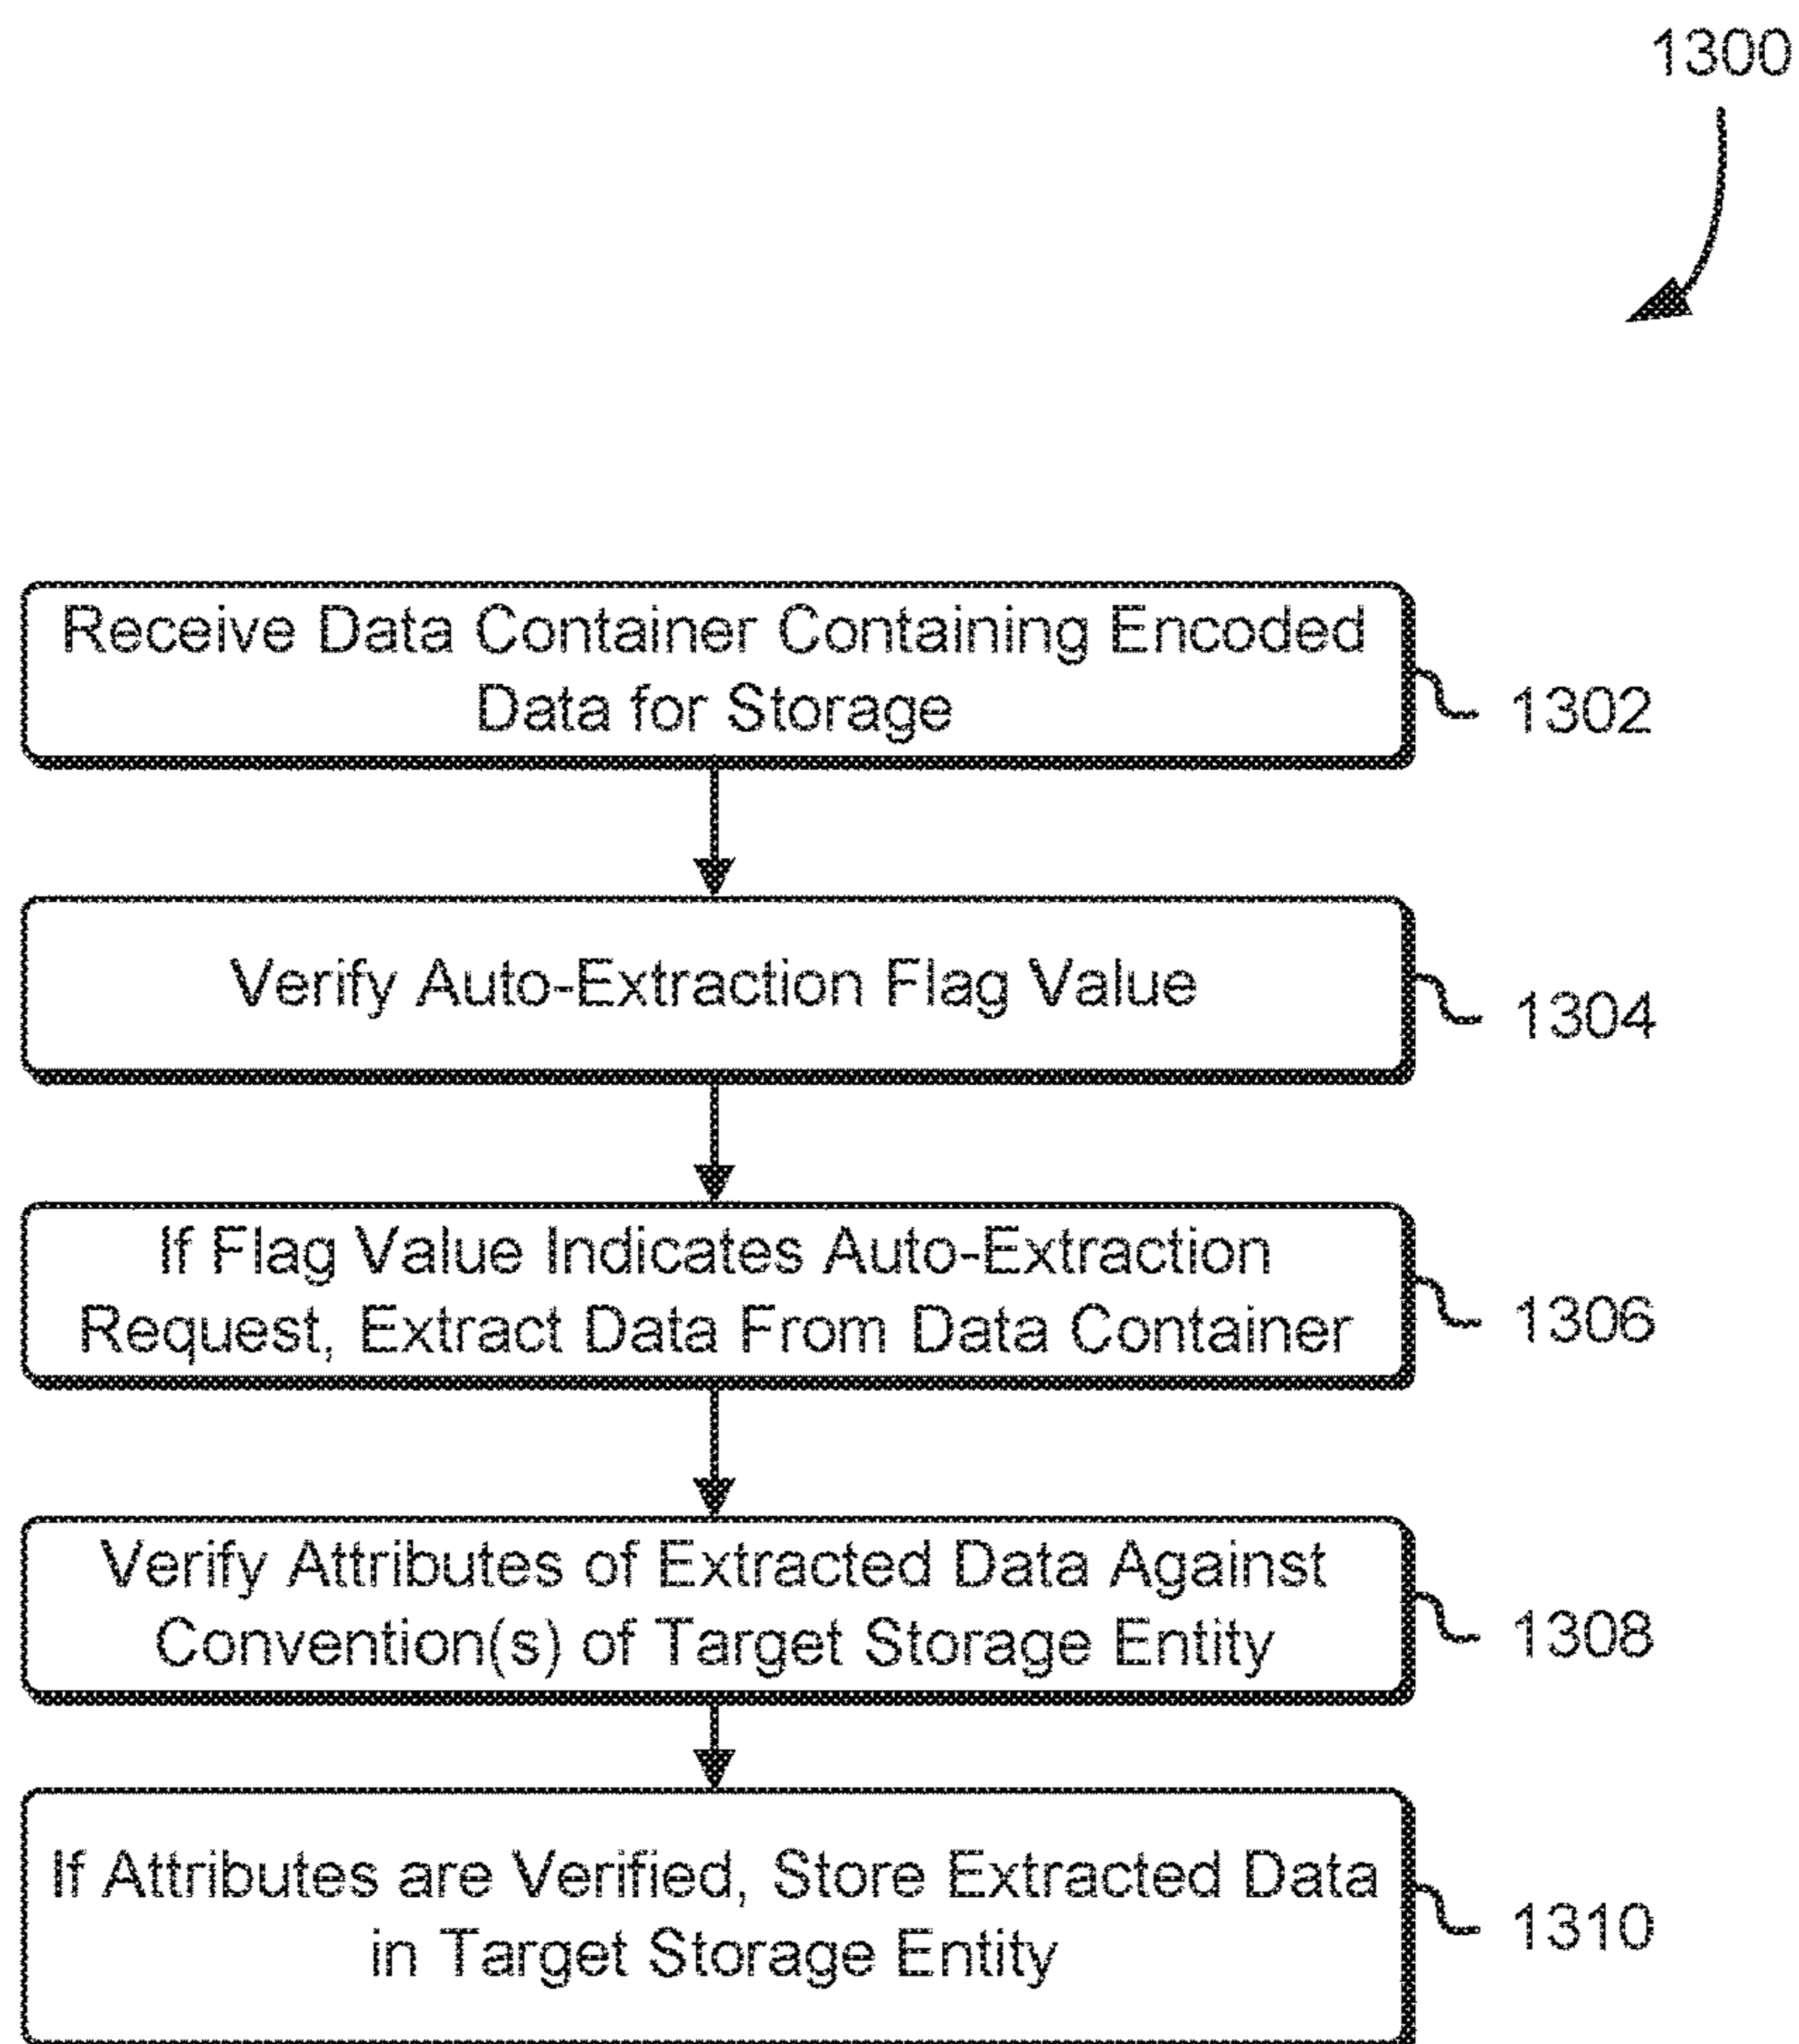 1300
Receive Data Container Containing Encoded
Data for Storage
1302
Verify Auto-Extraction Flag Value
1304
If Flag Value Indicates Auto-Extraction
Request, Extract Data From Data Container
1306
Verify Attributes of Extracted Data Against
Convention(s) of Target Storage Entity
1308
If Attributes are Verified, Store Extracted Data
in Target Storage Entity
1310